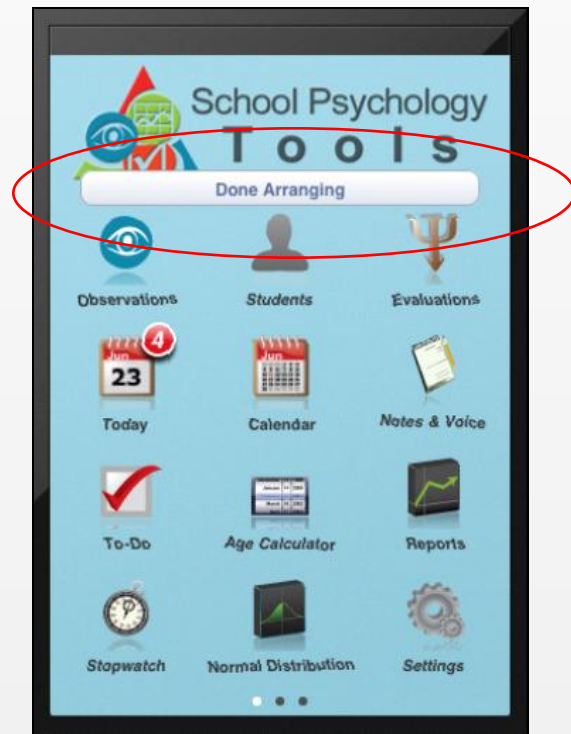 School Psychology
Tools
Done Arranging
Observations Students Evaluations
4
Jun Jun
23
Today Calendar Notes & Voice
To-Do Age Calculator Reports
Stopwatch Normal Distribution Settings